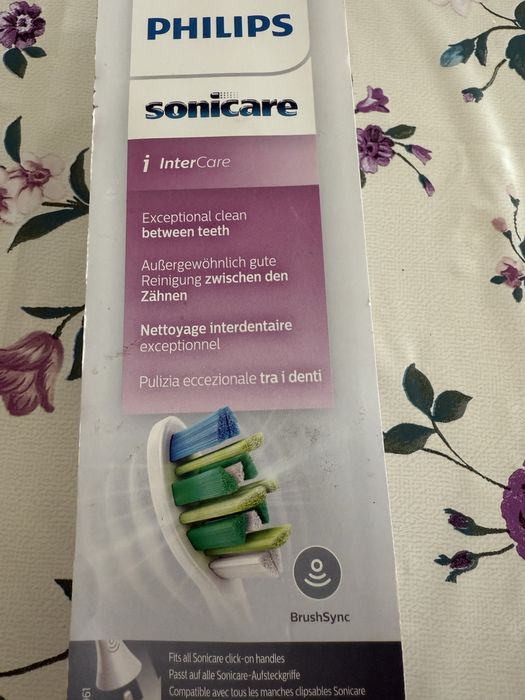 PHILIPS
sonicare
i InterCare
Exceptional clean
between teeth
Außergewöhnlich gute
Reinigung zwischen den
Zähnen
Nettoyage interdentaire
exceptionnel
Pulizia eccezionale tra i denti
BrushSync
Fits all Sonicare click-on handles
Passt auf alle Sonicare-Aufsteckgriffe
Compatible avec tous les manches clipsables Sonicare